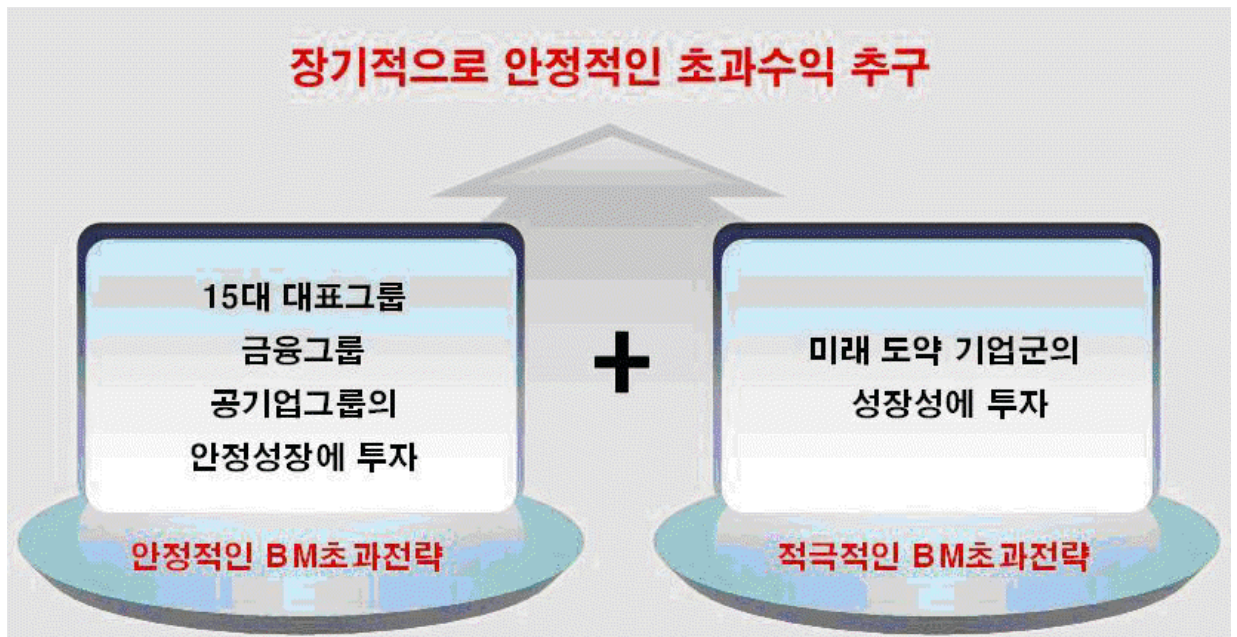 장기적으로 안정적인 초과수익 추구
15대 대표그룹
금융그룹
공기업그룹의
안정성장에 투자
안정적인 BM초과전략
+
미래 도약 기업군의
성장성에 투자
적극적인 BM초과전략